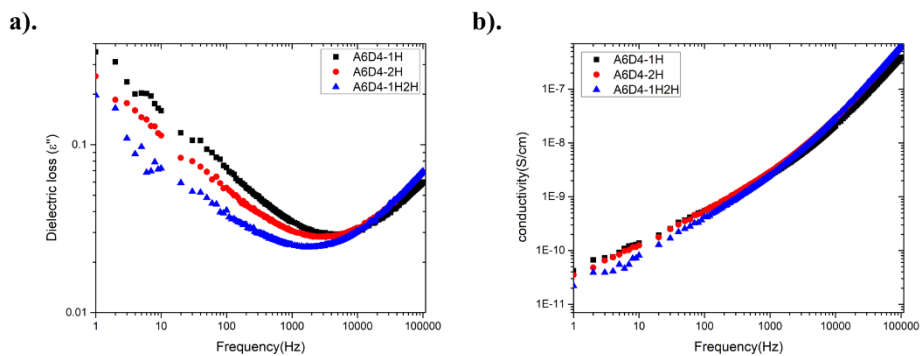 a).
b).
A6D4-1H
A6D4-2H
A6D4-1H2H
0.1
0.01
Dielectric loss (ε'')
1
10
100
1000
10000
100000
Frequency(Hz)
A6D4-1H
A6D4-2H
A6D4-1H2H
1E-7
1E-8
1E-9
1E-10
1E-11
conductivity(S/cm)
1
10
100
1000
10000
100000
Frequency(Hz)